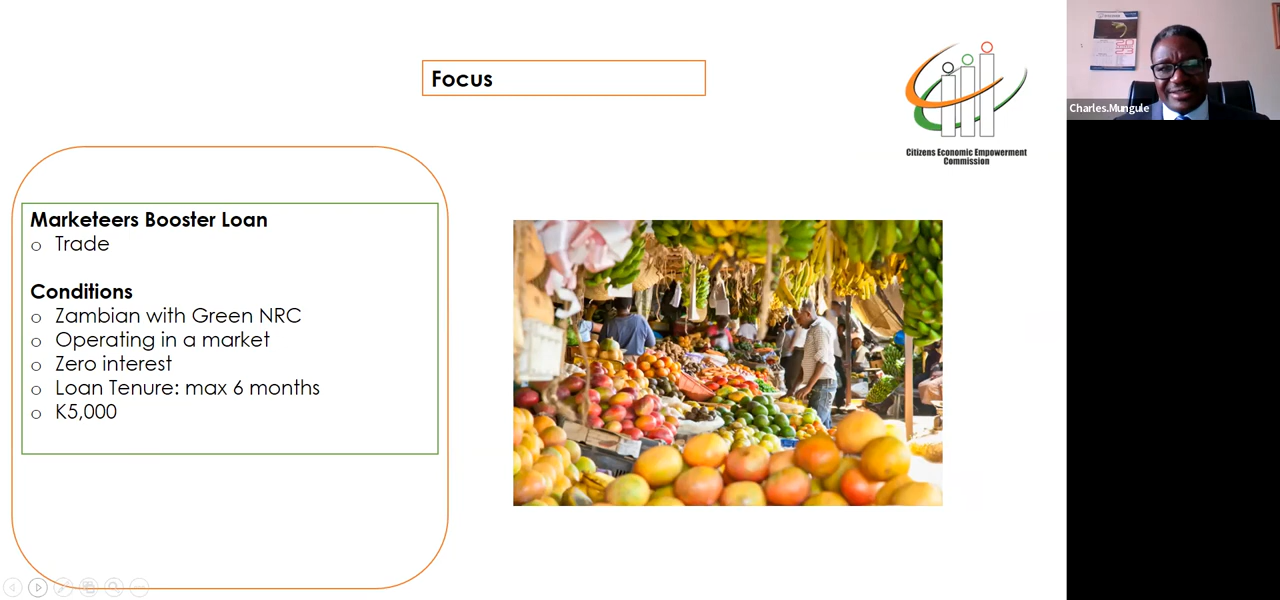 Focus
Citizens Economic Empowerment
Commission
Charles.Mungule
Marketeers Booster Loan
o Trade
Conditions
o Zambian with Green NRC
o Operating in a market
o Zero interest
o Loan Tenure: max 6 months
o K5,000